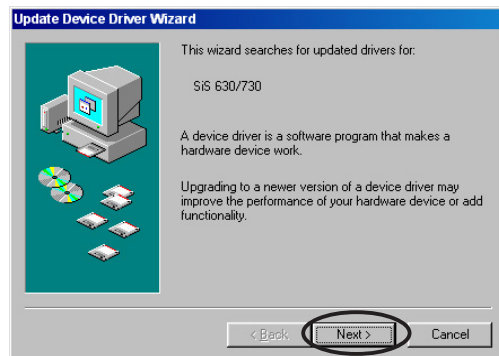 Update Device Driver Wizard
This wizard searches for updated drivers for:
SiS 630/730
A device driver is a software program that makes a
hardware device work.
Upgrading to a newer version of a device driver may
improve the performance of your hardware device or add
functionality.
< Back
Next >
Cancel